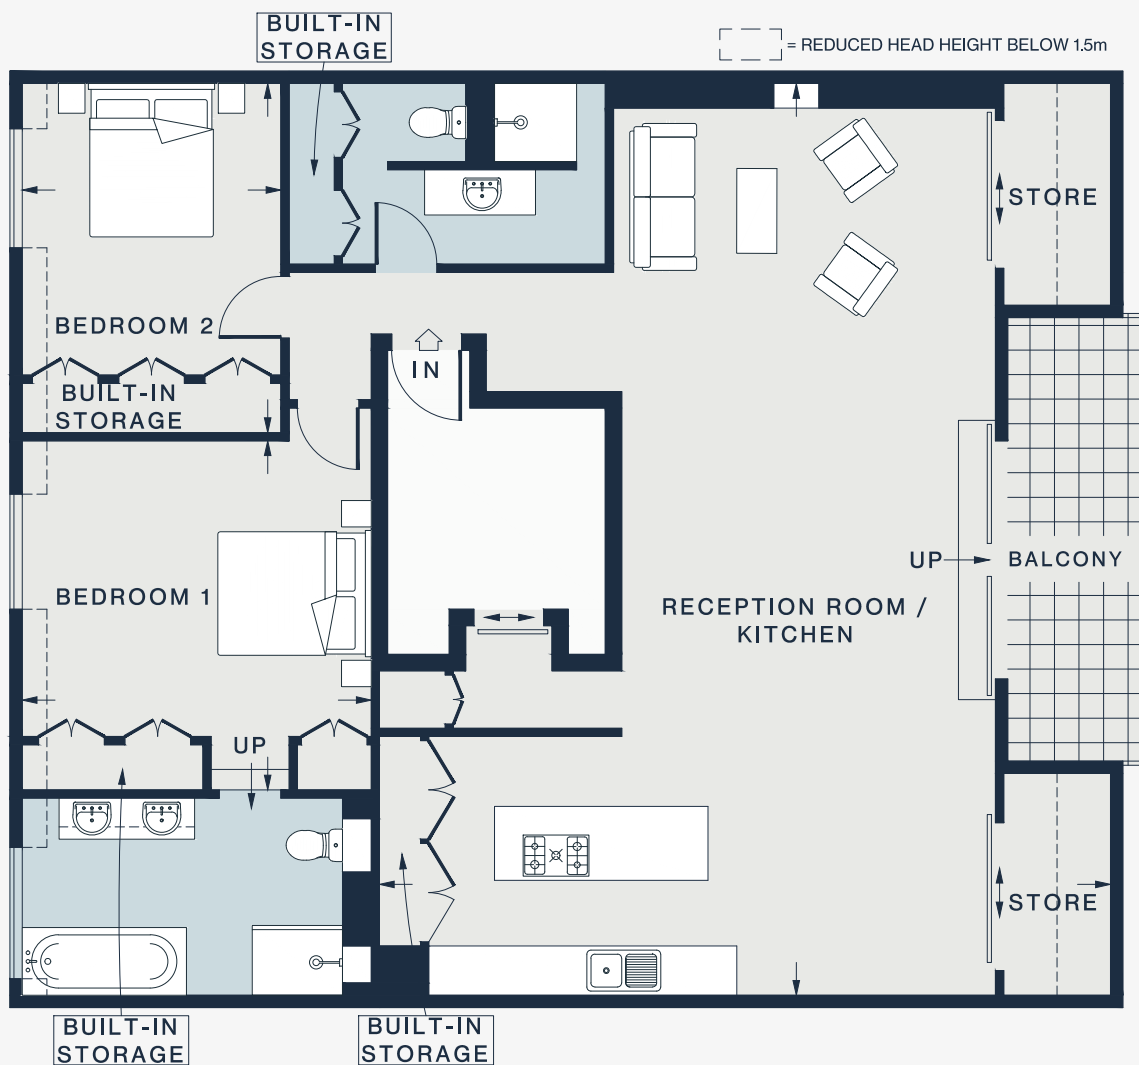 BUILT-IN
STORAGE
= REDUCED HEAD HEIGHT BELOW 1.5m
STORE
BEDROOM 2
IN
BUILT-IN
STORAGE
UP
BALCONY
BEDROOM 1
RECEPTION ROOM /
KITCHEN
UP
STORE
BUILT-IN
STORAGE
BUILT-IN
STORAGE